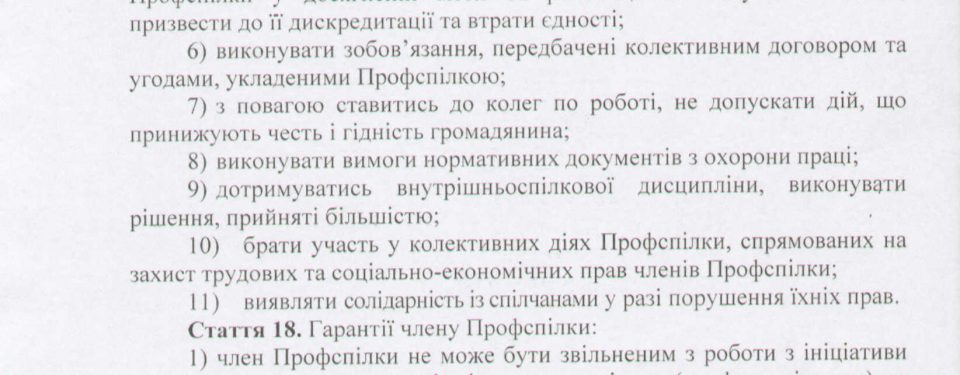 призвести до її дискредитації та втрати єдності;
6) виконувати зобов’язання, передбачені колективним договором та
угодами, укладеними Профспілкою;
7) з повагою ставитись до колег по роботі, не допускати дій, що
принижують честь і гідність громадянина;
8) виконувати вимоги нормативних документів з охорони праці;
9) дотримуватись внутрішньоспілкової дисципліни, виконувати
рішення, прийняті більшістю;
10) брати участь у колективних діях Профспілки, спрямованих на
захист трудових та соціально-економічних прав членів Профспілки;
11) виявляти солідарність із спілчанами у разі порушення їхніх прав.
Стаття 18. Гарантії члену Профспілки:
1) член Профспілки не може бути звільненим з роботи з ініціативи